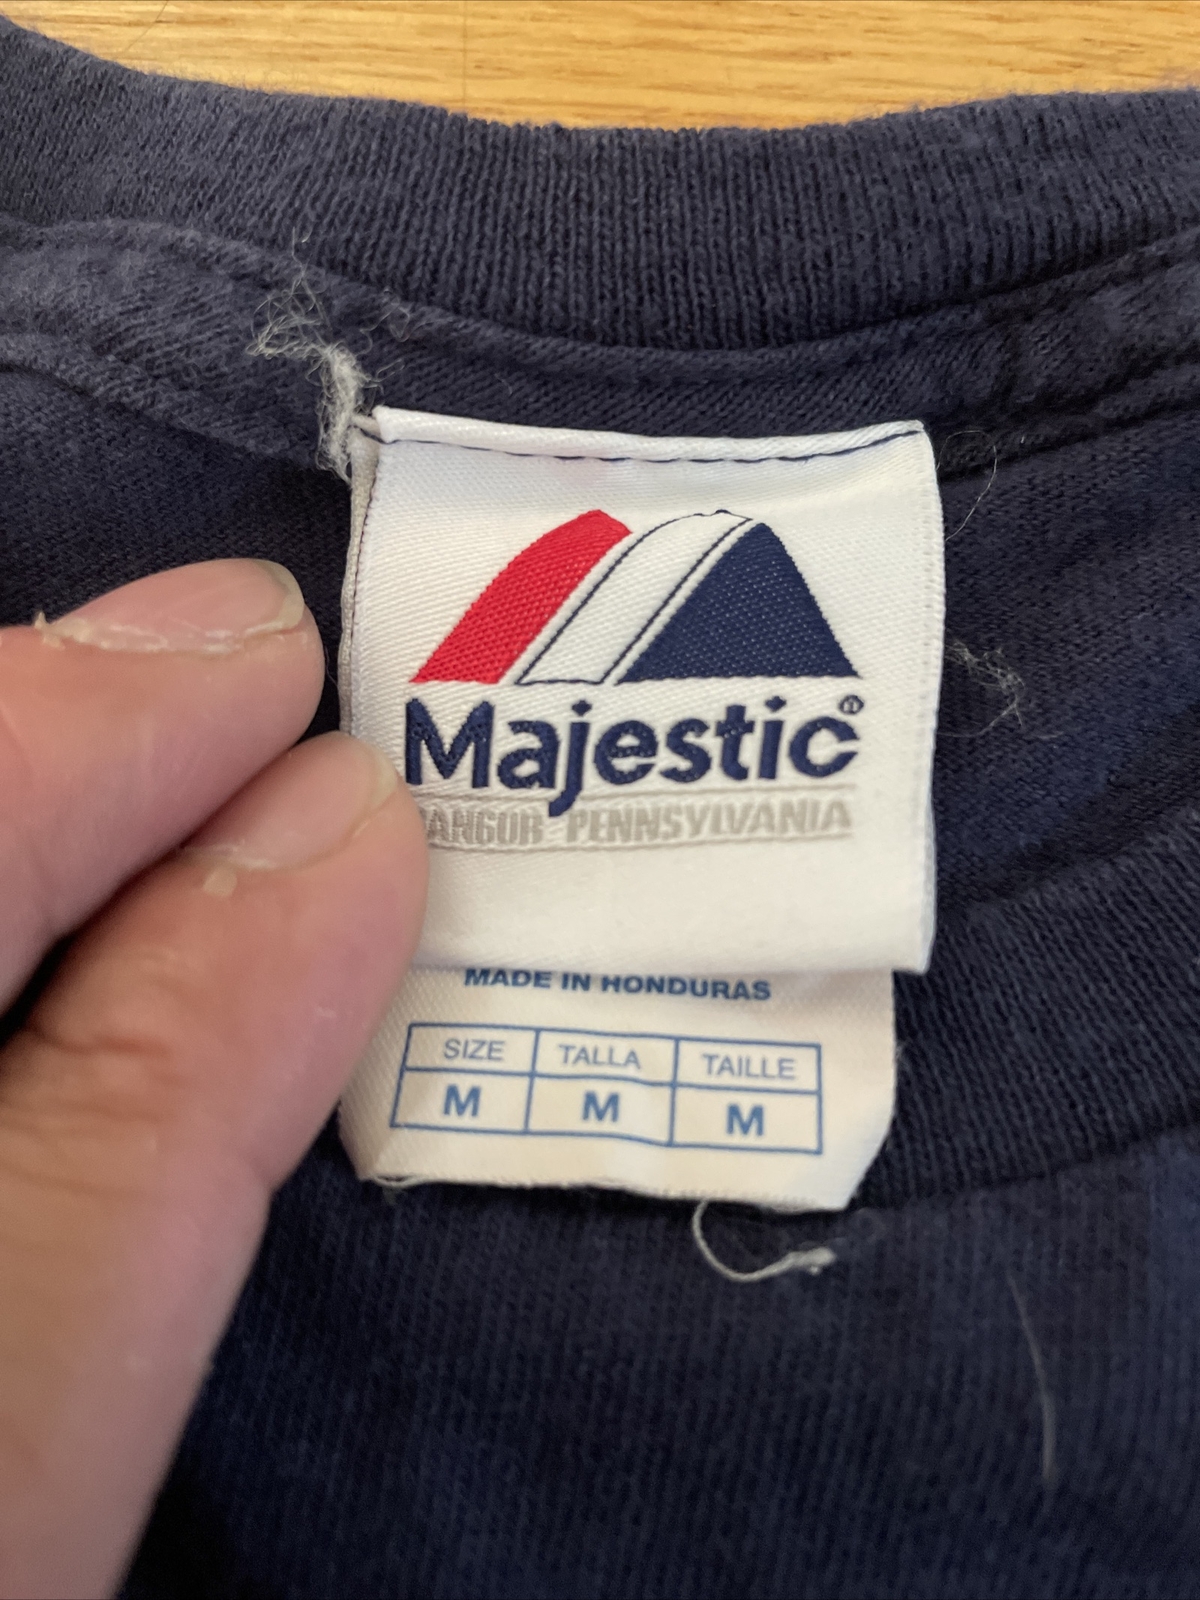 Majestic®
BANGOR PENNSYLVANIA
MADE IN HONDURAS
SIZE TALLA TAILLE
M M M